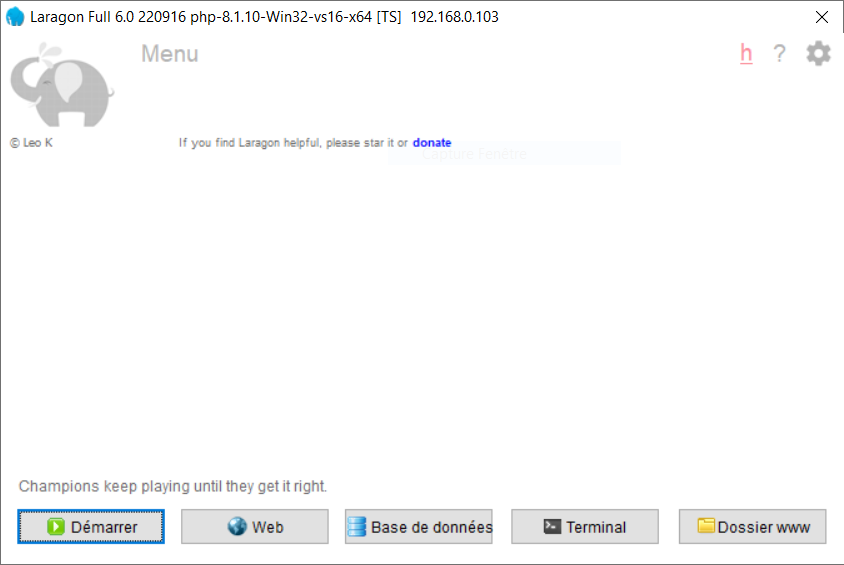 Laragon Full 6.0 220916 php-8.1.10-Win32-vs16-x64 [TS] 192.168.0.103
Menu
h
?
© Leo K
If you find Laragon helpful, please star it or donate
Capture Fenêtre
Champions keep playing until they get it right.
Démarrer
Web
Base de données
Terminal
Dossier www